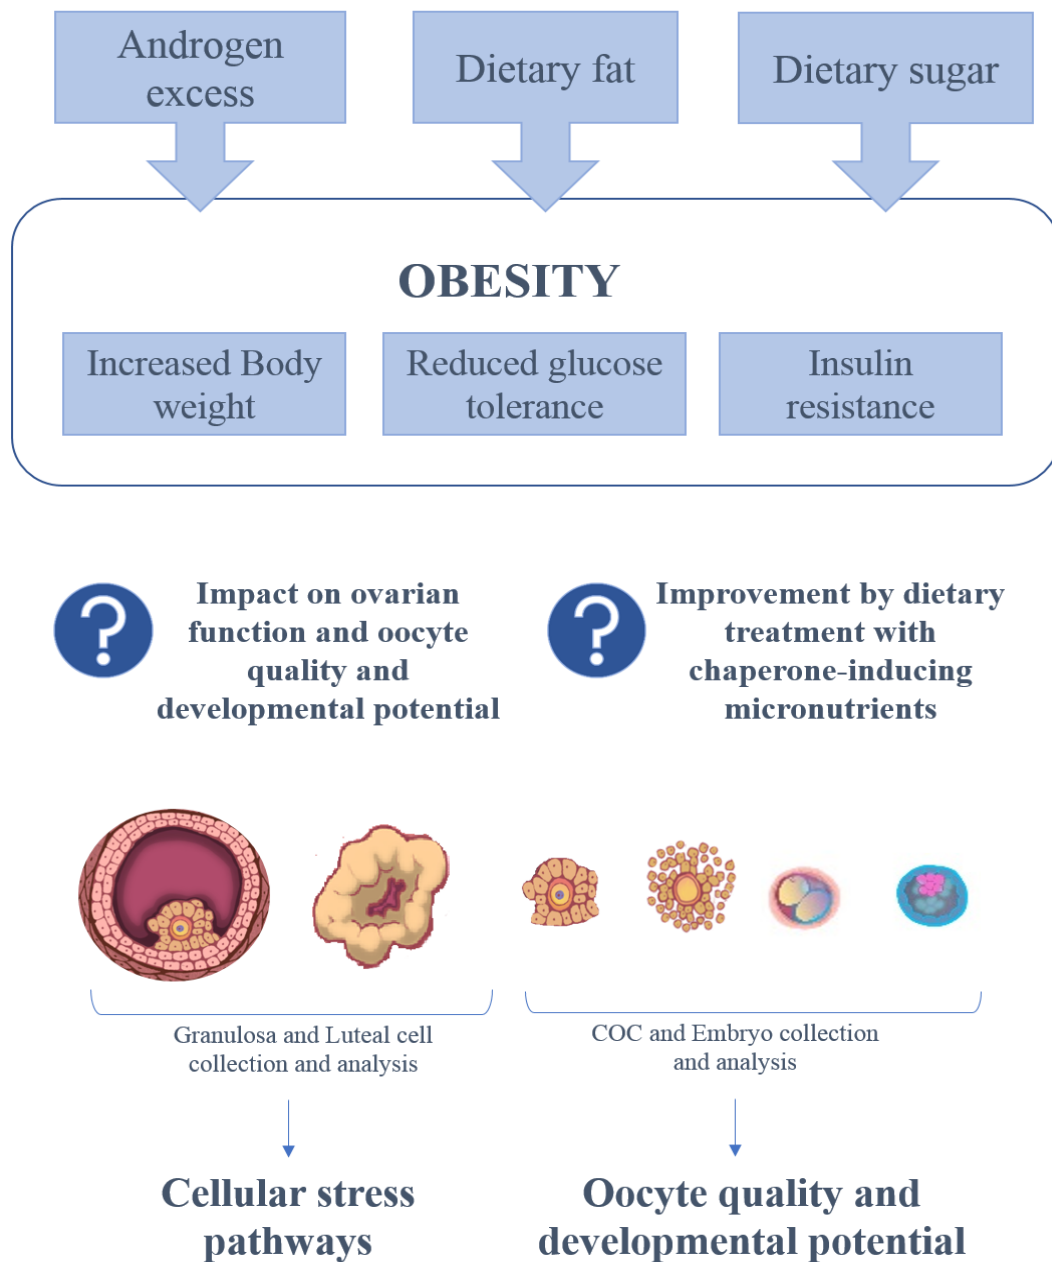 Androgen
excess
Dietary fat
Dietary sugar
OBESITY
Increased Body
weight
Reduced glucose
tolerance
Insulin
resistance
?
Impact on ovarian
function and oocyte
quality and
developmental potential
?
Improvement by dietary
treatment with
chaperone-inducing
micronutrients
Granulosa and Luteal cell
collection and analysis
COC and Embryo collection
and analysis
Cellular stress
pathways
Oocyte quality and
developmental potential